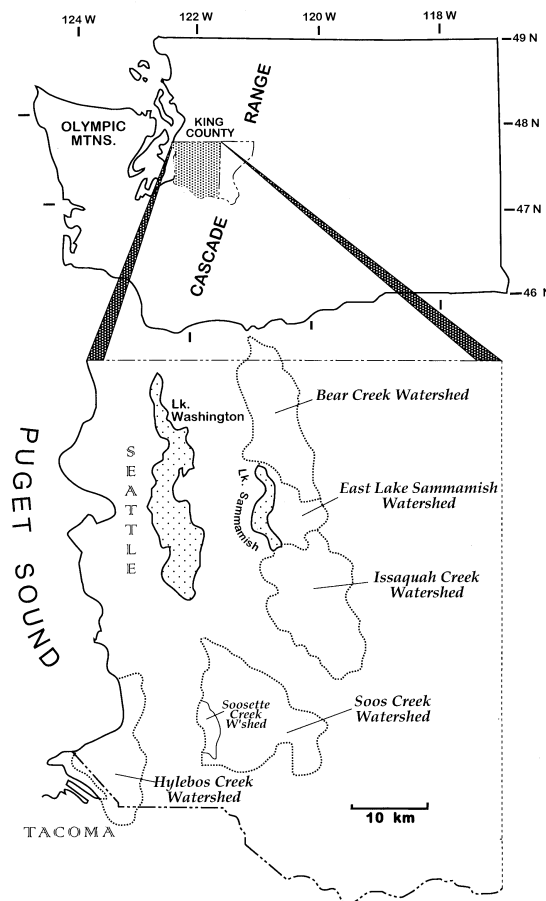 124 W
122 W
120 W
118 W
49 N
48 N
47 N
46 N
OLYMPIC
MTNS.
KING
COUNTY
CASCADE
RANGE
Lk.
Washington
Bear Creek Watershed
SEATTLE
PUGET SOUND
Lk. Sammamish
East Lake Sammamish
Watershed
Issaquah Creek
Watershed
Soosette
Creek
W'shed
Soos Creek
Watershed
Hylebos Creek
Watershed
10 km
TACOMA